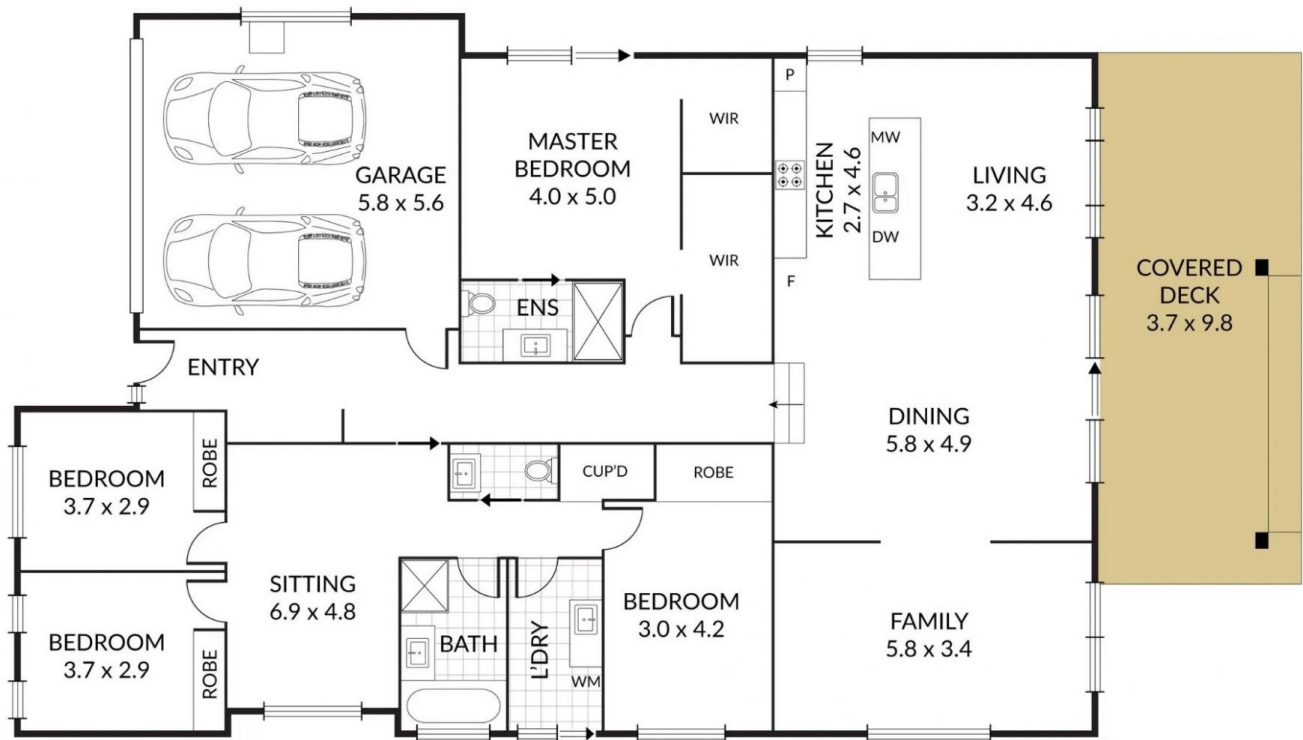 GARAGE
5.8 x 5.6
MASTER
BEDROOM
4.0 x 5.0
WIR
WIR
P
KITCHEN
2.7 x 4.6
MW
DW
F
LIVING
3.2 x 4.6
COVERED
DECK
3.7 x 9.8
ENS
ENTRY
DINING
5.8 x 4.9
BEDROOM
3.7 x 2.9
ROBE
CUP'D
ROBE
SITTING
6.9 x 4.8
BEDROOM
3.7 x 2.9
ROBE
BATH
L'DRY
WM
BEDROOM
3.0 x 4.2
FAMILY
5.8 x 3.4